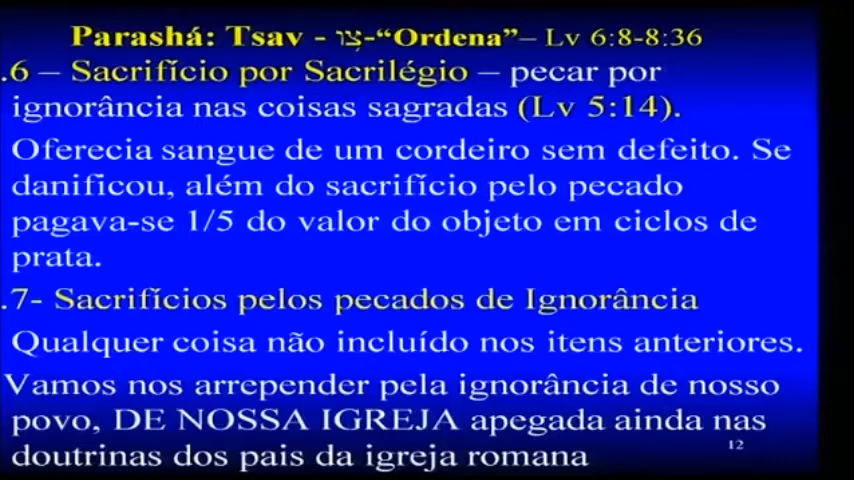 Parashá: Tsav - צַו-“Ordena”– Lv 6:8-8:36
.6 – Sacrifício por Sacrilégio – pecar por
ignorância nas coisas sagradas (Lv 5:14).
Oferecia sangue de um cordeiro sem defeito. Se
danificou, além do sacrifício pelo pecado
pagava-se 1/5 do valor do objeto em ciclos de
prata.
.7- Sacrifícios pelos pecados de Ignorância
Qualquer coisa não incluído nos itens anteriores.
Vamos nos arrepender pela ignorância de nosso
povo, DE NOSSA IGREJA apegada ainda nas
doutrinas dos pais da igreja romana
12